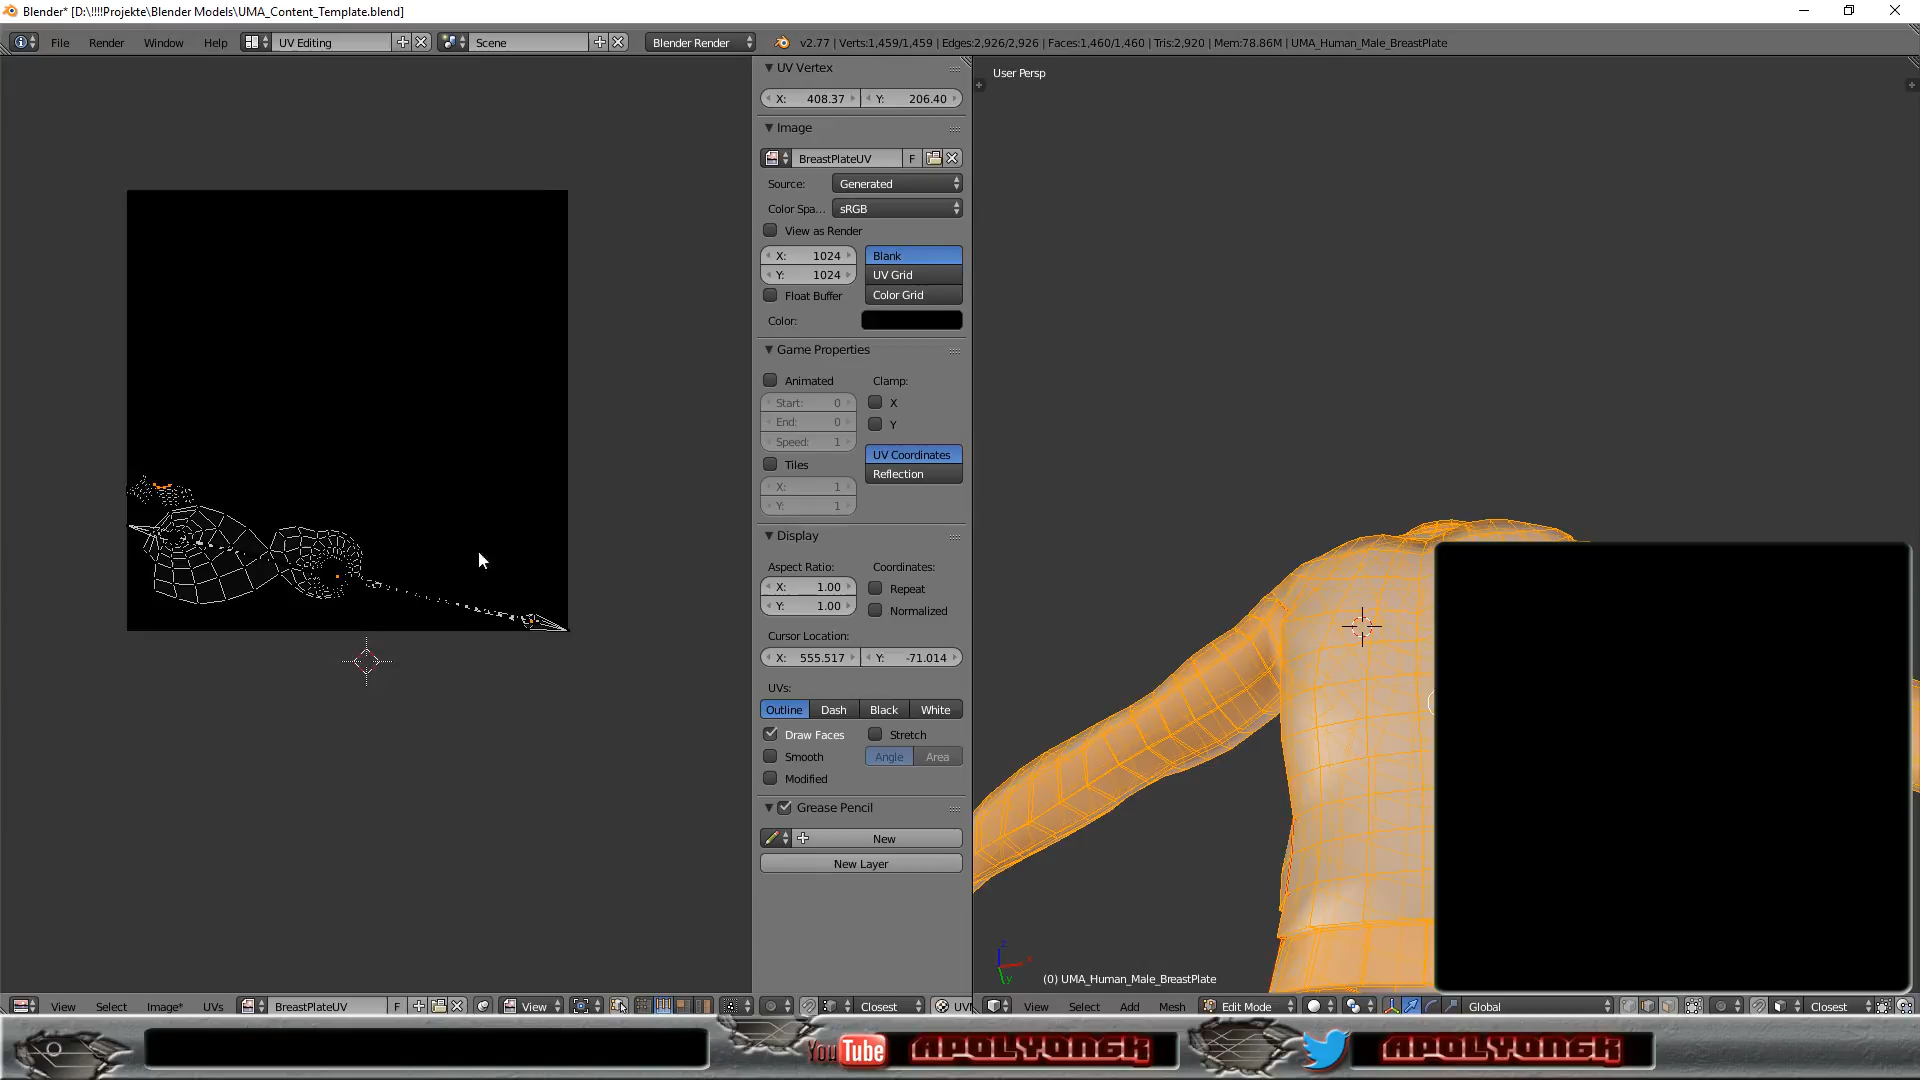 Blender* [D:\!!!!Projekte\Blender Models\UMA_Content_Template.blend]
File Render Window Help UV Editing Scene Blender Render v2.77 | Verts:1,459/1,459 | Edges:2,926/2,926 | Faces:1,460/1,460 | Tris:2,920 | Mem:78.86M | UMA_Human_Male_BreastPlate
UV Vertex
User Persp
X: 408.37 Y: 206.40
Image
BreastPlateUV F
Source: Generated
Color Spa... sRGB
View as Render
X: 1024 Blank
Y: 1024 UV Grid
Float Buffer Color Grid
Color:
Game Properties
Animated Clamp:
Start: 0 X
End: 0 Y
Speed: 1
Tiles UV Coordinates
X: 1 Reflection
Y: 1
Display
Aspect Ratio: Coordinates:
X: 1.00 Repeat
Y: 1.00 Normalized
Cursor Location:
X: 555.517 Y: -71.014
UVs:
Outline Dash Black White
Draw Faces Stretch
Smooth Angle Area
Modified
Grease Pencil
New
New Layer
(0) UMA_Human_Male_BreastPlate
View Select Image* UVs BreastPlateUV F View Closest UVM View Select Add Mesh Edit Mode Global Closest
YouTube APOLYONGK APOLYONGK